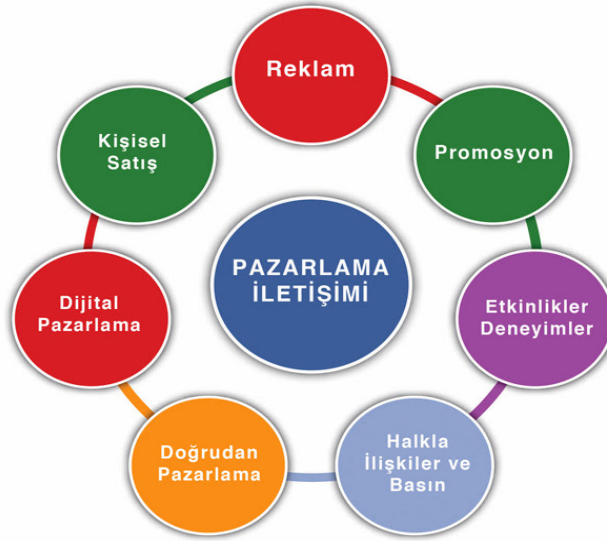 Reklam
Promosyon
Etkinlikler
Deneyimler
Halkla
İlişkiler ve
Basın
Doğrudan
Pazarlama
Dijital
Pazarlama
Kişisel
Satış
PAZARLAMA
İLETİŞİMİ